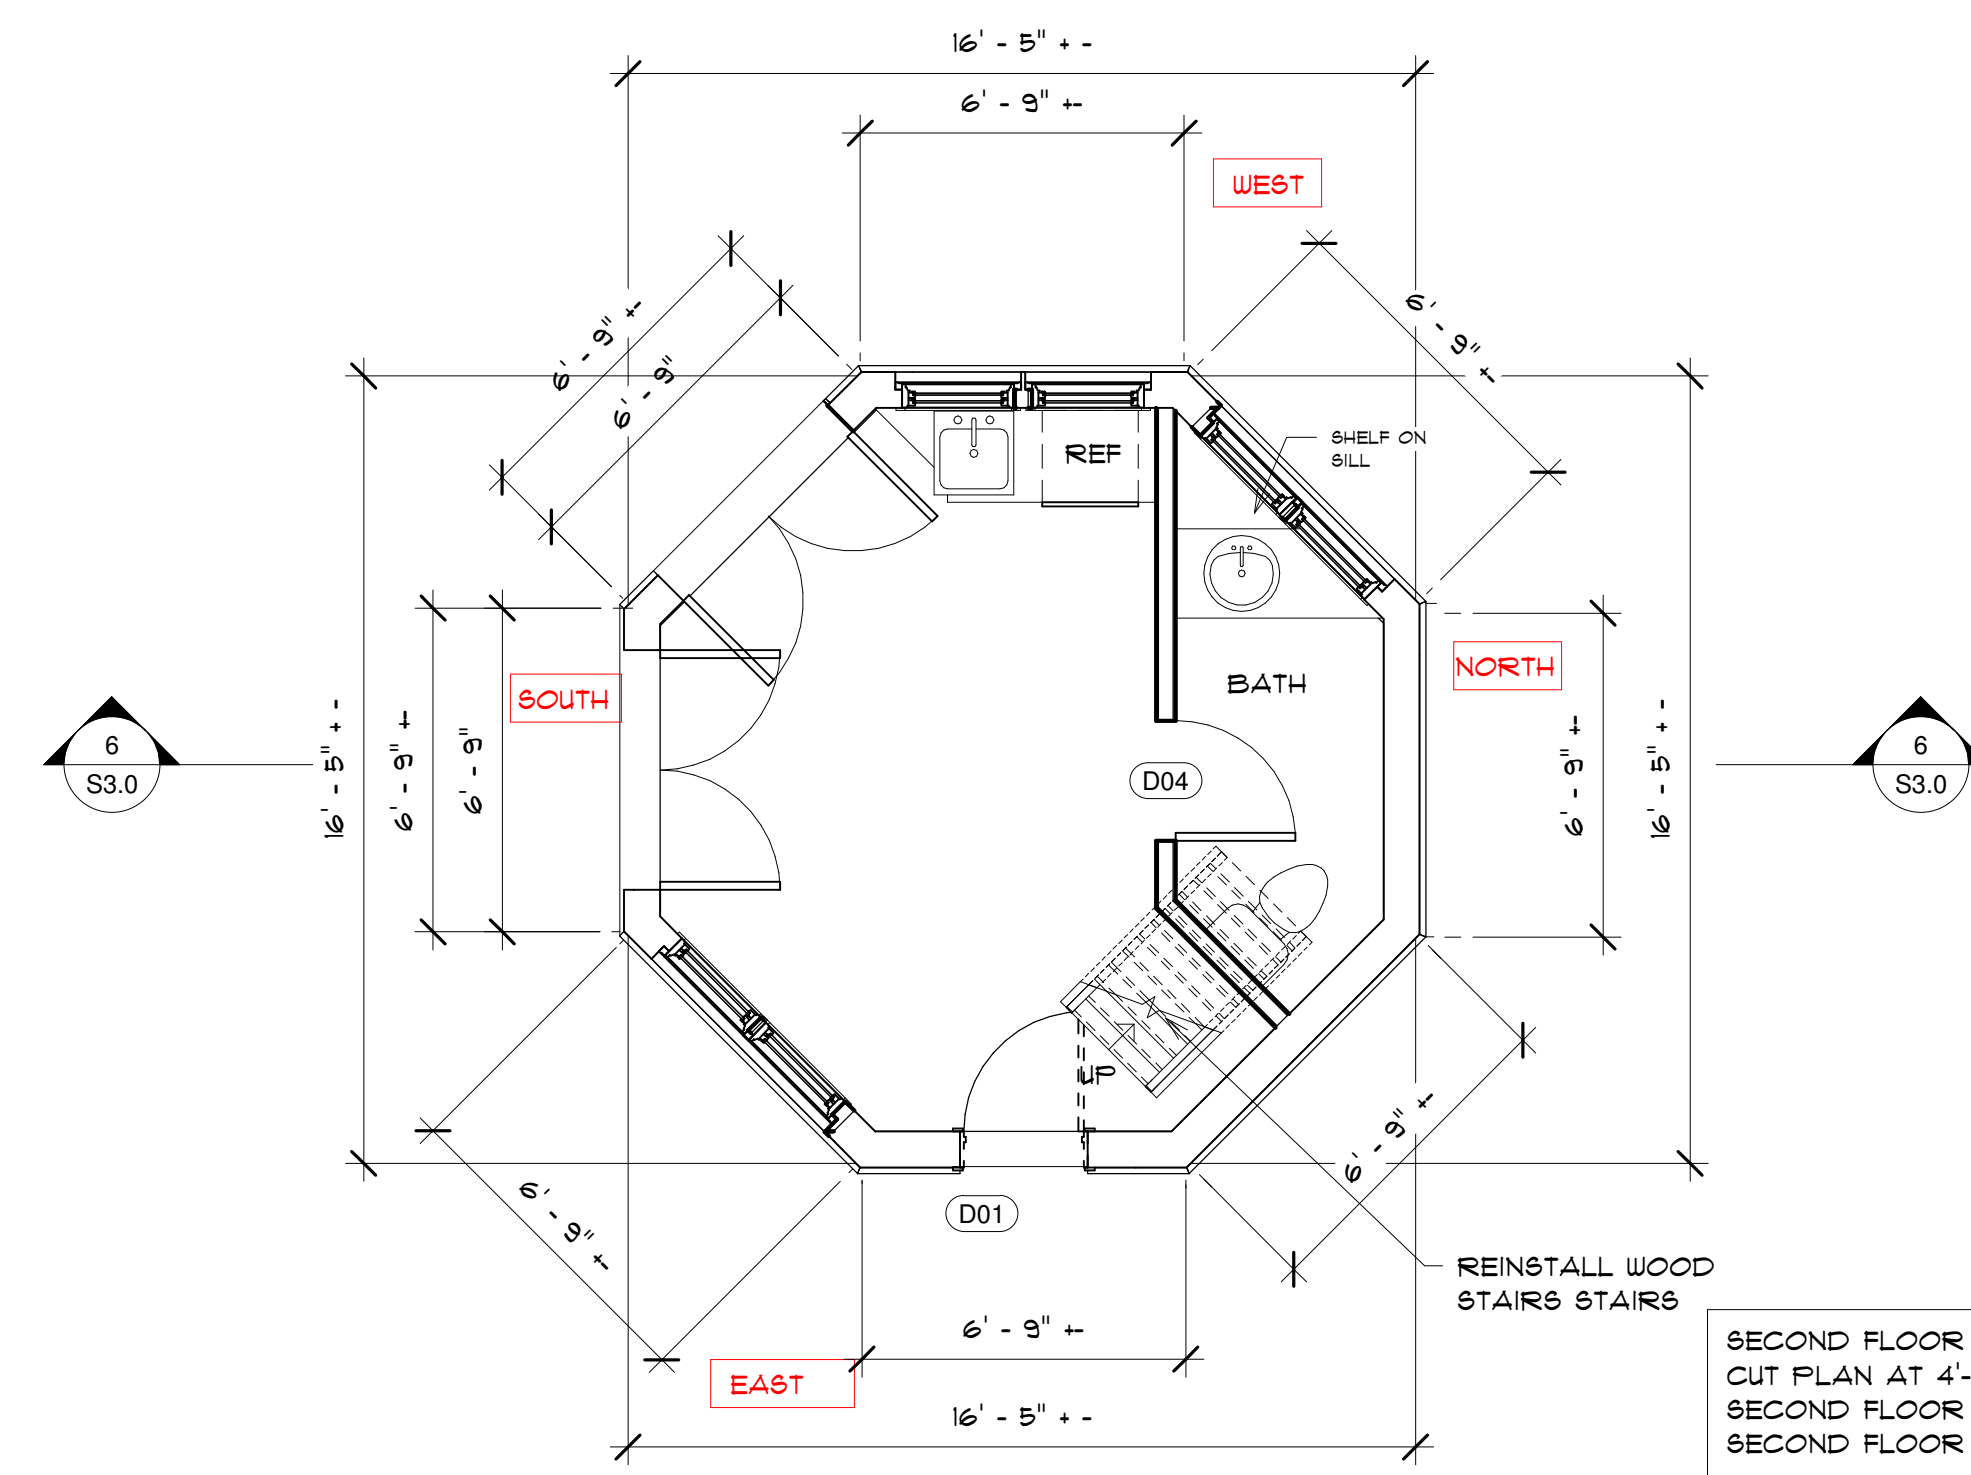 16' - 5" + -
6' - 9" +-
WEST
6' - 9" +-
6' - 9"
6' - 9" +-
REF
SHELF ON
SILL
SOUTH
NORTH
BATH
6
S3.0
16' - 5" + -
6' - 9" +-
6' - 9"
D04
6' - 9" +-
16' - 5" + -
6
S3.0
UP
6' - 9" +-
6' - 9" +-
D01
REINSTALL WOOD
STAIRS STAIRS
6' - 9" +-
EAST
16' - 5" + -
SECOND FLOOR
CUT PLAN AT 4'-
SECOND FLOOR
SECOND FLOOR